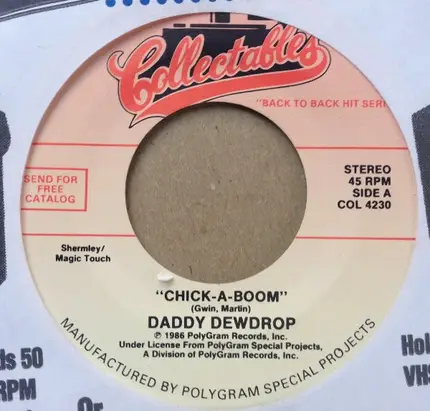 Collectables
"BACK TO BACK HIT SERI
SEND FOR
FREE
CATALOG
STEREO
45 RPM
SIDE A
COL 4230
Shermley/
Magic Touch
"CHICK-A-BOOM"
(Gwin, Martin)
DADDY DEWDROP
℗ 1986 PolyGram Records, Inc.
Under License From PolyGram Special Projects,
A Division of PolyGram Records, Inc.
MANUFACTURED BY POLYGRAM SPECIAL PROJECTS
ds 50
RPM
Or
Hol
VHS